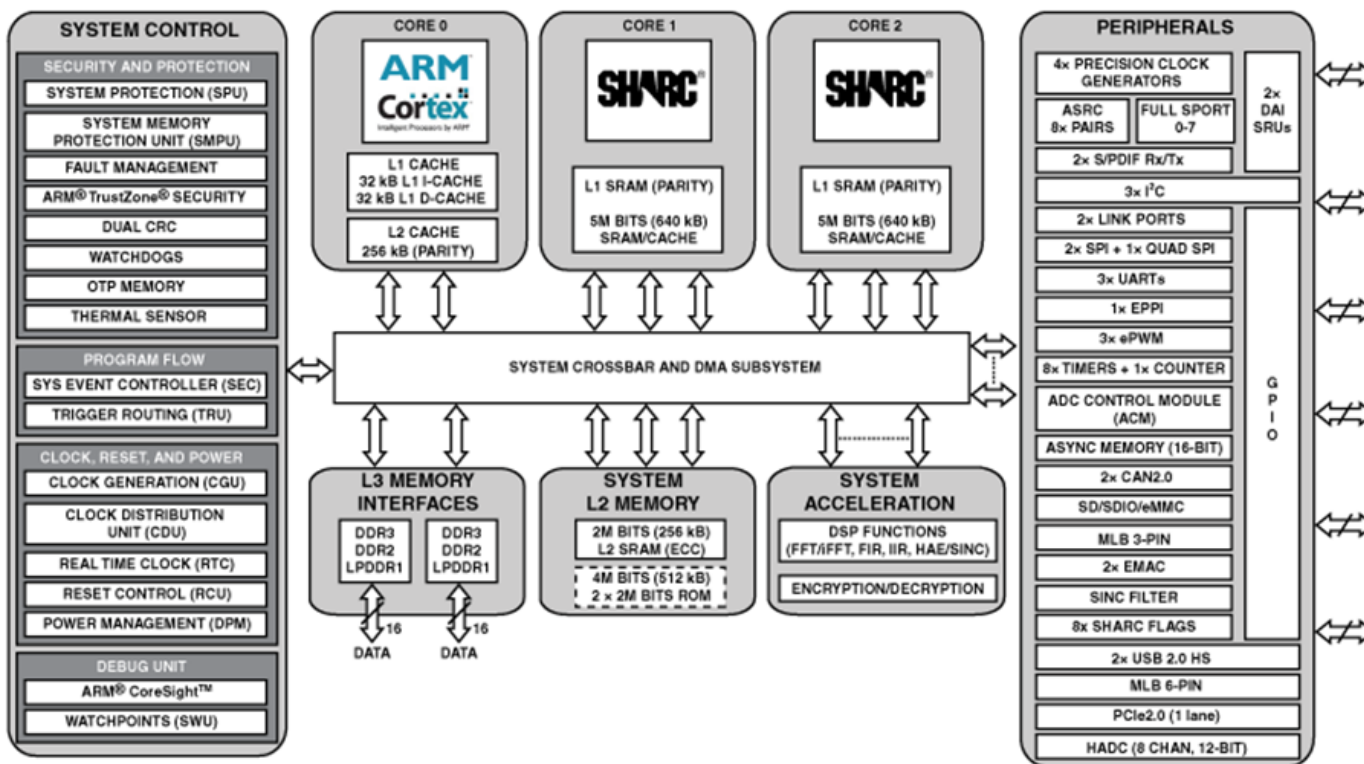 SYSTEM CONTROL
SECURITY AND PROTECTION
SYSTEM PROTECTION (SPU)
SYSTEM MEMORY
PROTECTION UNIT (SMPU)
FAULT MANAGEMENT
ARM® TrustZone® SECURITY
DUAL CRC
WATCHDOGS
OTP MEMORY
THERMAL SENSOR
PROGRAM FLOW
SYS EVENT CONTROLLER (SEC)
TRIGGER ROUTING (TRU)
CLOCK, RESET, AND POWER
CLOCK GENERATION (CGU)
CLOCK DISTRIBUTION
UNIT (CDU)
REAL TIME CLOCK (RTC)
RESET CONTROL (RCU)
POWER MANAGEMENT (DPM)
DEBUG UNIT
ARM® CoreSight™
WATCHPOINTS (SWU)
CORE 0
ARM
Cortex
Intelligent Processors by ARM®
L1 CACHE
32 kB L1 I-CACHE
32 kB L1 D-CACHE
L2 CACHE
256 kB (PARITY)
CORE 1
SHARC®
L1 SRAM (PARITY)
5M BITS (640 kB)
SRAM/CACHE
CORE 2
SHARC®
L1 SRAM (PARITY)
5M BITS (640 kB)
SRAM/CACHE
SYSTEM CROSSBAR AND DMA SUBSYSTEM
L3 MEMORY
INTERFACES
DDR3
DDR2
LPDDR1
DDR3
DDR2
LPDDR1
16
16
DATA
DATA
SYSTEM
L2 MEMORY
2M BITS (256 kB)
L2 SRAM (ECC)
4M BITS (512 kB)
2 × 2M BITS ROM
SYSTEM
ACCELERATION
DSP FUNCTIONS
(FFT/iFFT, FIR, IIR, HAE/SINC)
ENCRYPTION/DECRYPTION
PERIPHERALS
4× PRECISION CLOCK
GENERATORS
ASRC
8× PAIRS
FULL SPORT
0-7
2× S/PDIF Rx/Tx
2×
DAI
SRUs
3× I²C
2× LINK PORTS
2× SPI + 1× QUAD SPI
3× UARTs
1× EPPI
3× ePWM
8× TIMERS + 1× COUNTER
ADC CONTROL MODULE
(ACM)
ASYNC MEMORY (16-BIT)
2× CAN2.0
SD/SDIO/eMMC
MLB 3-PIN
2× EMAC
SINC FILTER
8× SHARC FLAGS
GPIO
2× USB 2.0 HS
MLB 6-PIN
PCIe2.0 (1 lane)
HADC (8 CHAN, 12-BIT)